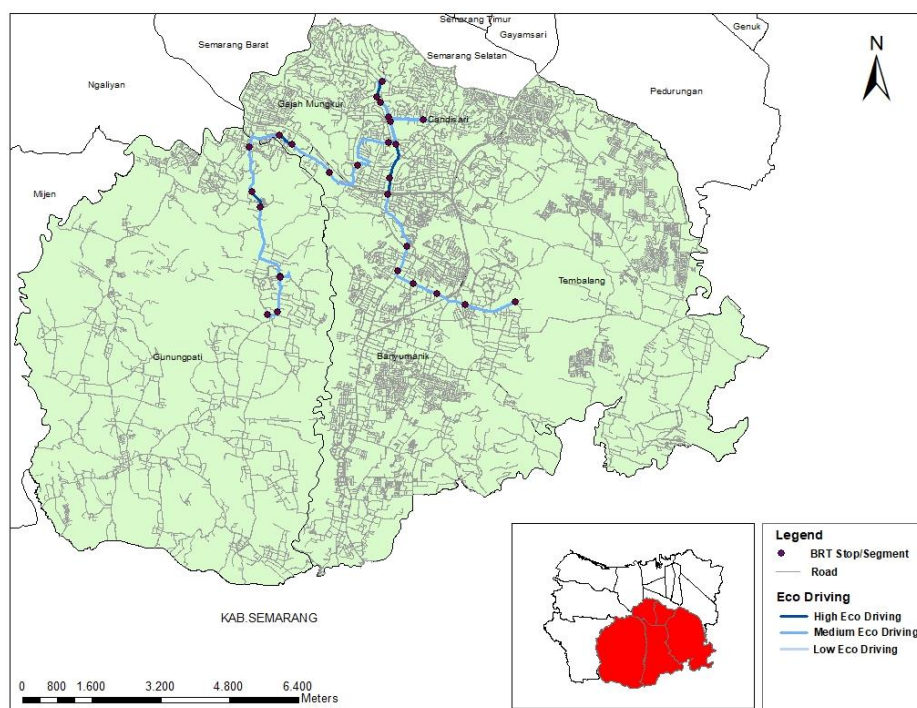 Semarang Timur
Genuk
Gayamsari
Semarang Barat
Semarang Selatan
N
Ngaliyan
Pedurungan
Gajah Mungkur
Candisari
Mijen
Tembalang
Gunungpati
Banyumanik
KAB.SEMARANG
Legend
BRT Stop/Segment
Road
Eco Driving
High Eco Driving
Medium Eco Driving
Low Eco Driving
0 800 1.600 3.200 4.800 6.400
Meters